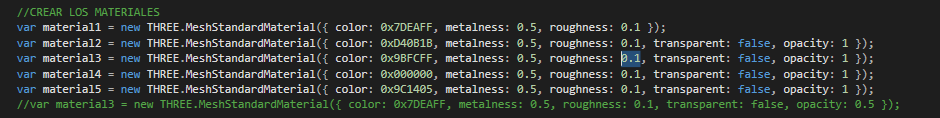 //CREAR LOS MATERIALES
var material1 = new THREE.MeshStandardMaterial({ color: 0x7DEAFF, metalness: 0.5, roughness: 0.1 });
var material2 = new THREE.MeshStandardMaterial({ color: 0xD40B1B, metalness: 0.5, roughness: 0.1, transparent: false, opacity: 1 });
var material3 = new THREE.MeshStandardMaterial({ color: 0x9BFCFF, metalness: 0.5, roughness: 0.1, transparent: false, opacity: 1 });
var material4 = new THREE.MeshStandardMaterial({ color: 0x000000, metalness: 0.5, roughness: 0.1, transparent: false, opacity: 1 });
var material5 = new THREE.MeshStandardMaterial({ color: 0x9C1405, metalness: 0.5, roughness: 0.1, transparent: false, opacity: 1 });
//var material3 = new THREE.MeshStandardMaterial({ color: 0x7DEAFF, metalness: 0.5, roughness: 0.1, transparent: false, opacity: 0.5 });